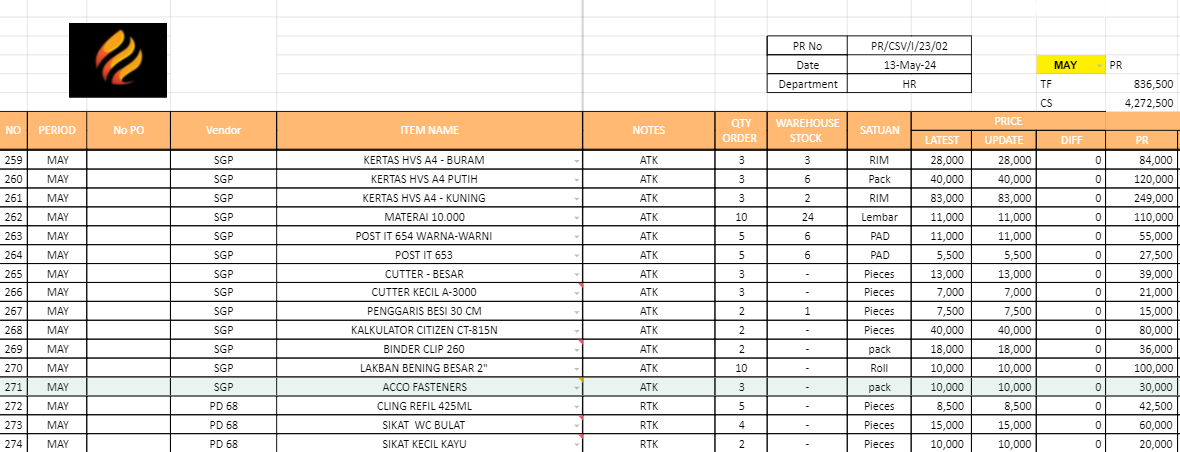 PR No PR/CSV/I/23/02
Date 13-May-24 MAY PR
Department HR TF 836,500
CS 4,272,500
NO PERIOD No PO Vendor ITEM NAME NOTES QTY ORDER WAREHOUSE STOCK SATUAN PRICE
LATEST UPDATE DIFF PR
259 MAY SGP KERTAS HVS A4 - BURAM ATK 3 3 RIM 28,000 28,000 0 84,000
260 MAY SGP KERTAS HVS A4 PUTIH ATK 3 6 Pack 40,000 40,000 0 120,000
261 MAY SGP KERTAS HVS A4 - KUNING ATK 3 2 RIM 83,000 83,000 0 249,000
262 MAY SGP MATERAI 10.000 ATK 10 24 Lembar 11,000 11,000 0 110,000
263 MAY SGP POST IT 654 WARNA-WARNI ATK 5 6 PAD 11,000 11,000 0 55,000
264 MAY SGP POST IT 653 ATK 5 6 PAD 5,500 5,500 0 27,500
265 MAY SGP CUTTER - BESAR ATK 3 - Pieces 13,000 13,000 0 39,000
266 MAY SGP CUTTER KECIL A-3000 ATK 3 - Pieces 7,000 7,000 0 21,000
267 MAY SGP PENGGARIS BESI 30 CM ATK 2 1 Pieces 7,500 7,500 0 15,000
268 MAY SGP KALKULATOR CITIZEN CT-815N ATK 2 - Pieces 40,000 40,000 0 80,000
269 MAY SGP BINDER CLIP 260 ATK 2 - pack 18,000 18,000 0 36,000
270 MAY SGP LAKBAN BENING BESAR 2" ATK 10 - Roll 10,000 10,000 0 100,000
271 MAY SGP ACCO FASTENERS ATK 3 - pack 10,000 10,000 0 30,000
272 MAY PD 68 CLING REFIL 425ML RTK 5 - Pieces 8,500 8,500 0 42,500
273 MAY PD 68 SIKAT WC BULAT RTK 4 - Pieces 15,000 15,000 0 60,000
274 MAY PD 68 SIKAT KECIL KAYU RTK 2 - Pieces 10,000 10,000 0 20,000